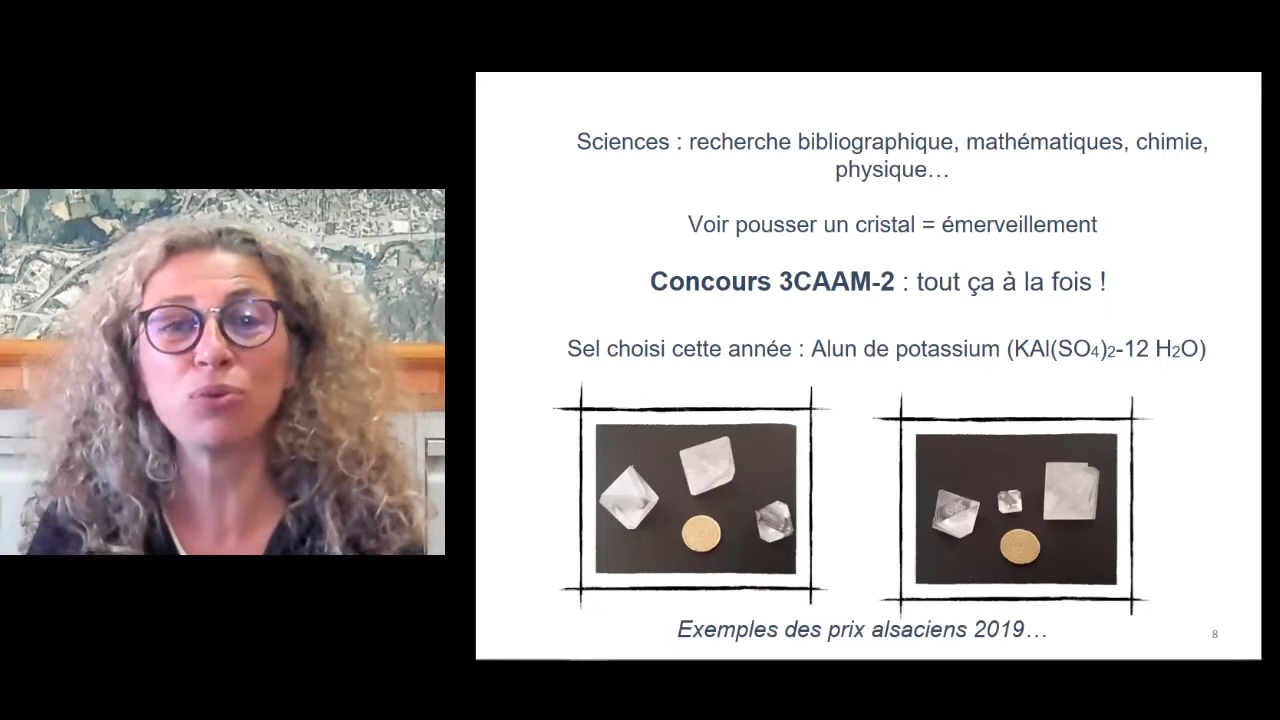 Sciences : recherche bibliographique, mathématiques, chimie,
physique…
Voir pousser un cristal = émerveillement
Concours 3CAAM-2 : tout ça à la fois !
Sel choisi cette année : Alun de potassium (KAl(SO4)2-12 H2O)
Exemples des prix alsaciens 2019…
8